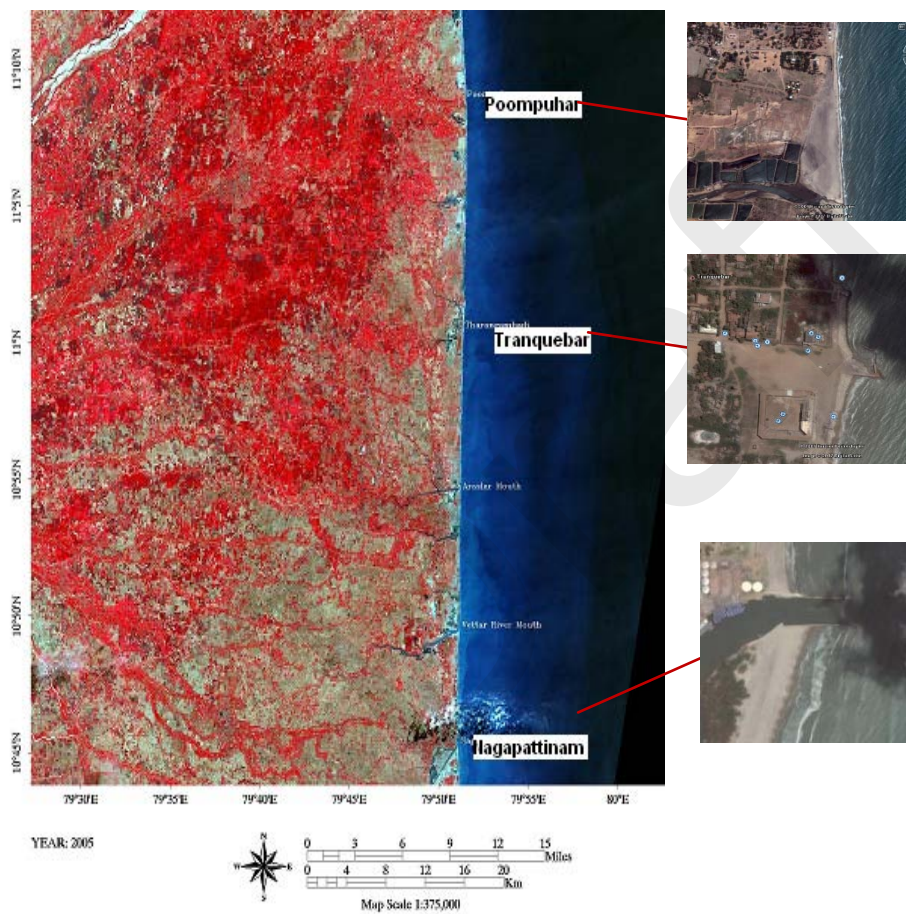 Poompuhar
Tranquebar
Tharangambadi
Tranquebar
Arasalar Mouth
Vettar River Mouth
Nagapattinam
11°10'N
11°5'N
11°N
10°55'N
10°50'N
10°45'N
79°30'E
79°35'E
79°40'E
79°45'E
79°50'E
79°55'E
80°E
YEAR: 2005
N
W
E
S
0 3 6 9 12 15
Miles
0 4 8 12 16 20
Km
Map Scale 1:375,000